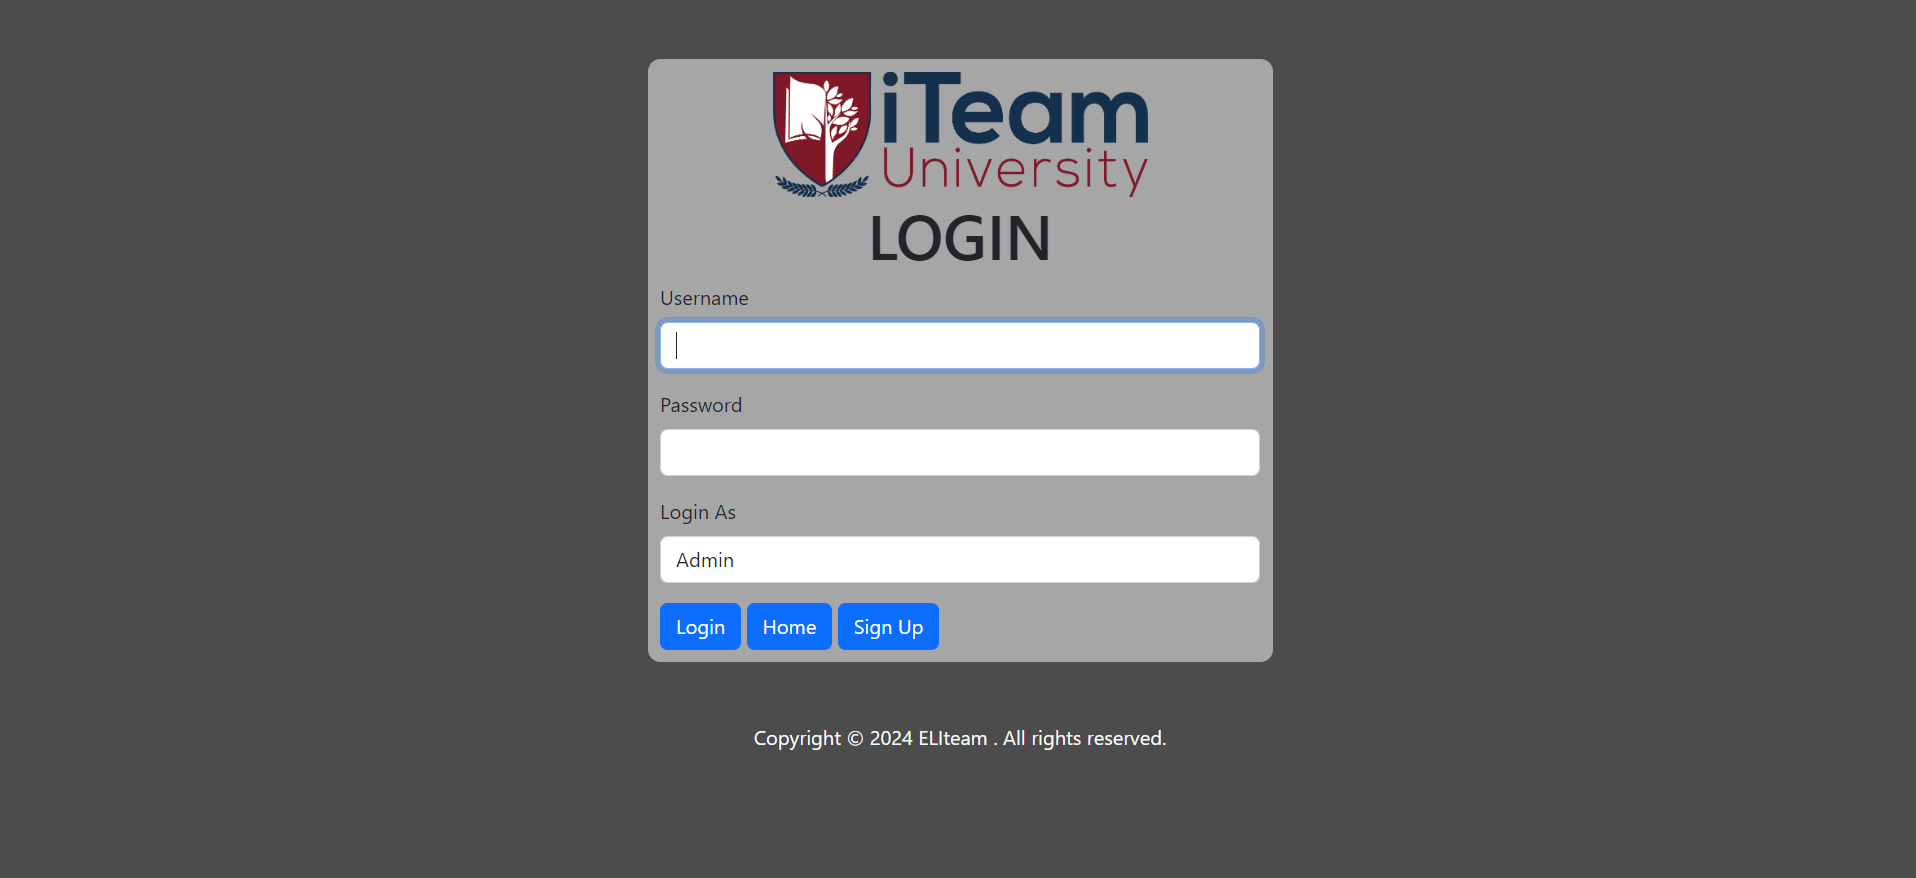 iTeam
University
LOGIN
Username
Password
Login As
Admin
Login Home Sign Up
Copyright © 2024 ELIteam . All rights reserved.